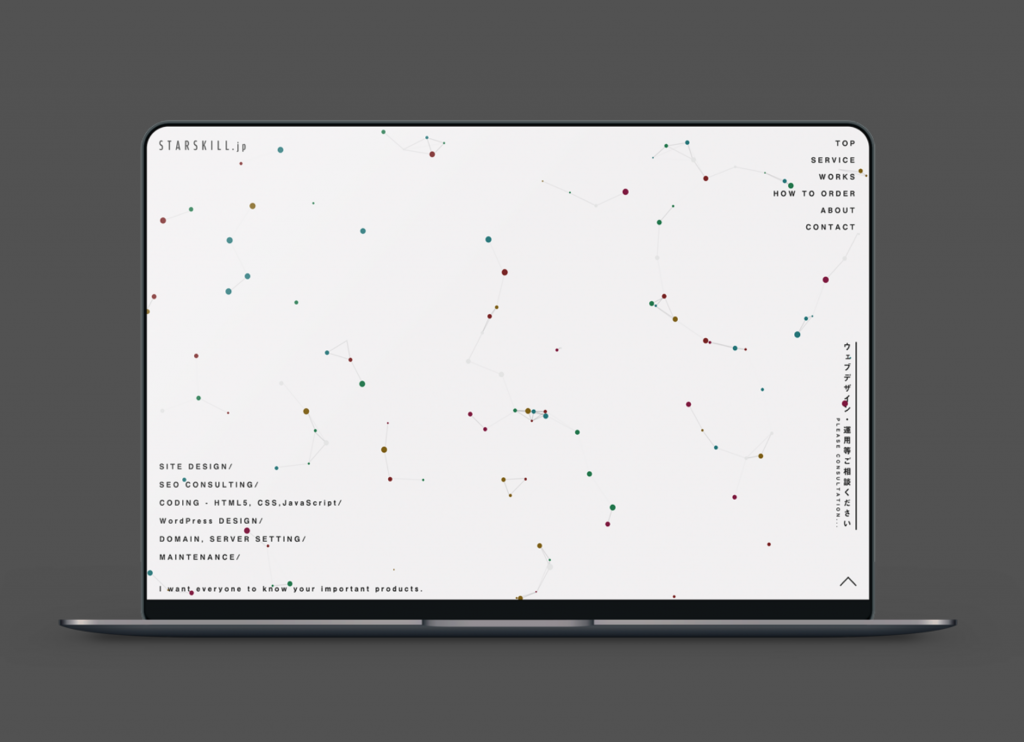 STARSKILL.jp
TOP
SERVICE
WORKS
HOW TO ORDER
ABOUT
CONTACT
ウェブデザイン・運用等ご相談ください
PLEASE CONSULTATION...
SITE DESIGN/
SEO CONSULTING/
CODING - HTML5, CSS,JavaScript/
WordPress DESIGN/
DOMAIN, SERVER SETTING/
MAINTENANCE/
I want everyone to know your important products.